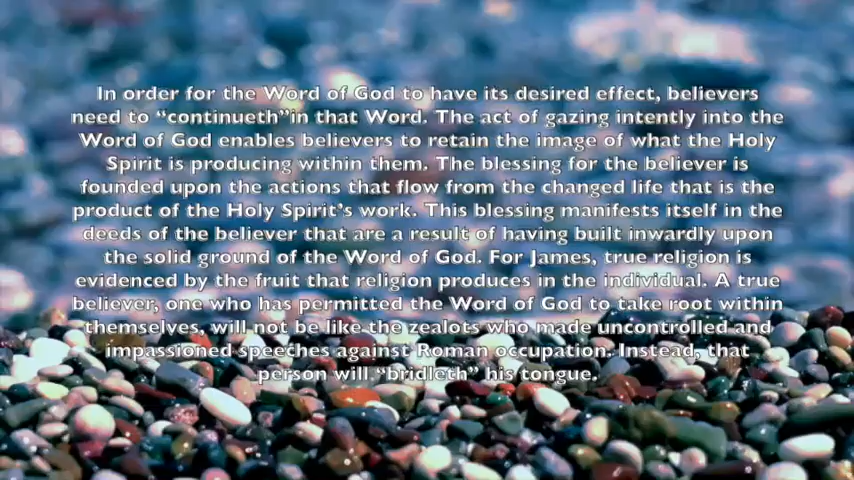 In order for the Word of God to have its desired effect, believers
need to “continueth”in that Word. The act of gazing intently into the
Word of God enables believers to retain the image of what the Holy
Spirit is producing within them. The blessing for the believer is
founded upon the actions that flow from the changed life that is the
product of the Holy Spirit’s work. This blessing manifests itself in the
deeds of the believer that are a result of having built inwardly upon
the solid ground of the Word of God. For James, true religion is
evidenced by the fruit that religion produces in the individual. A true
believer, one who has permitted the Word of God to take root within
themselves, will not be like the zealots who made uncontrolled and
impassioned speeches against Roman occupation. Instead, that
person will “bridleth” his tongue.